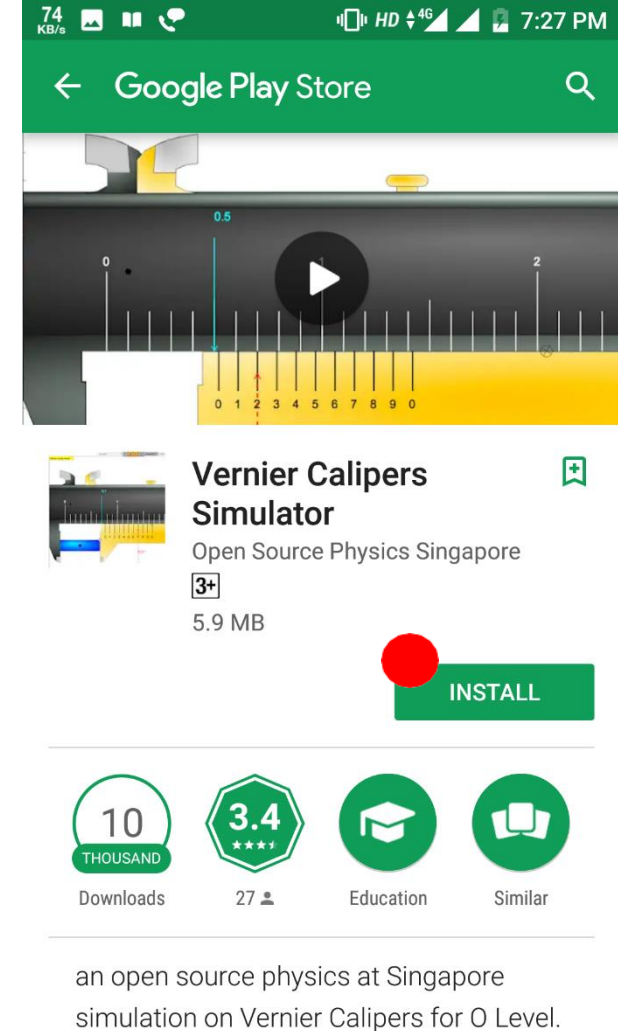 74
KB/s
HD 4G 7:27 PM
Google Play Store
0.5
0 1 2
0 1 2 3 4 5 6 7 8 9 0
Vernier Calipers
Simulator
Open Source Physics Singapore
3+
5.9 MB
INSTALL
10
THOUSAND
3.4
Downloads
27
Education
Similar
an open source physics at Singapore
simulation on Vernier Calipers for O Level.